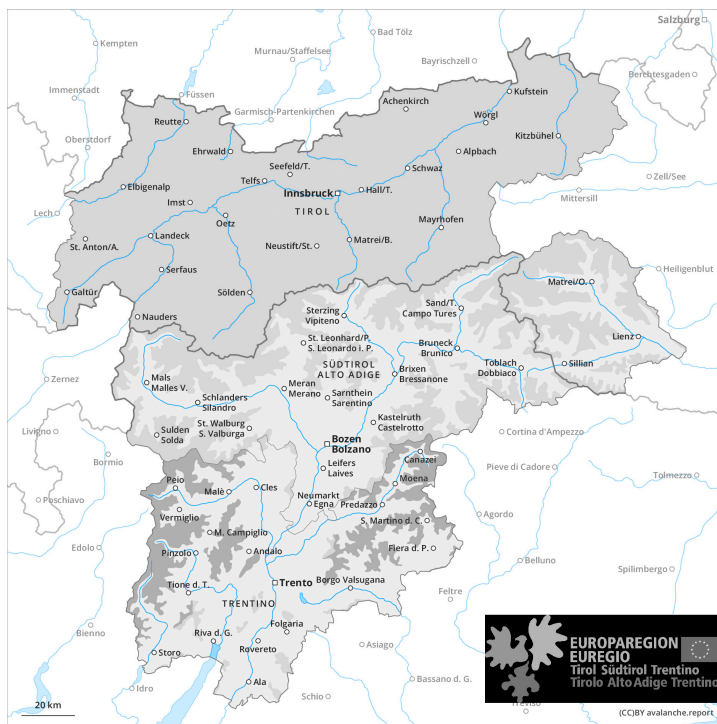 Salzburg
Bad Tölz
Kempten
Murnau/Staffelsee
Bayrischzell
Berchtesgaden
Immenstadt
Füssen
Achenkirch
Kufstein
Garmisch-Partenkirchen
Reutte
Wörgl
Oberstdorf
Ehrwald
Kitzbühel
Seefeld/T.
Alpbach
Schwaz
Telfs
Zell/See
Elbigenalp
Innsbruck
Hall/T.
Mittersill
Imst
TIROL
Lech
Oetz
Mayrhofen
St. Anton/A.
Landeck
Neustift/St.
Matrei/B.
Serfaus
Heiligenblut
Galtür
Sölden
Matrei/O.
Nauders
Sterzing
Vipiteno
Sand/T.
Campo Tures
St. Leonhard/P.
S. Leonardo i. P.
Lienz
Bruneck
Brunico
SÜDTIROL
ALTO ADIGE
Toblach
Dobbiaco
Sillian
Brixen
Bressanone
Zernez
Mals
Malles V.
Meran
Merano
Sarnthein
Sarentino
Schlanders
Silandro
Kastelruth
Castelrotto
St. Walburg
S. Valburga
Livigno
Sulden
Solda
Cortina d'Ampezzo
Bozen
Bolzano
Canazei
Bormio
Pieve di Cadore
Leifers
Laives
Tolmezzo
Peio
Malè
Cles
Moena
Poschiavo
Neumarkt
Egna
Predazzo
Vermiglio
Agordo
S. Martino d. C.
M. Campiglio
Edolo
Pinzolo
Andalo
Fiera d. P.
Belluno
Spilimbergo
Tione d. T.
Trento
Borgo Valsugana
Feltre
TRENTINO
Folgaria
Bienno
Riva d. G.
Rovereto
Asiago
Storo
Bassano d. G.
Idro
Ala
Schio
EUROPAREGION
EUREGIO
Tirol Südtirol Trentino
Tirolo Alto Adige Trentino
20 km
Treviso
(CC)BY avalanche.report